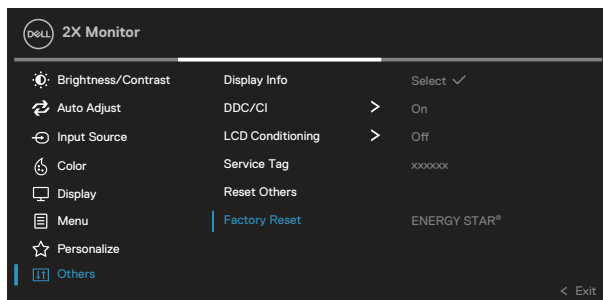 DELL 2X Monitor
Brightness/Contrast Display Info Select ✓
Auto Adjust DDC/CI > On
Input Source LCD Conditioning > Off
Color Service Tag xxxxxx
Display Reset Others
Menu Factory Reset ENERGY STAR®
Personalize
Others
< Exit